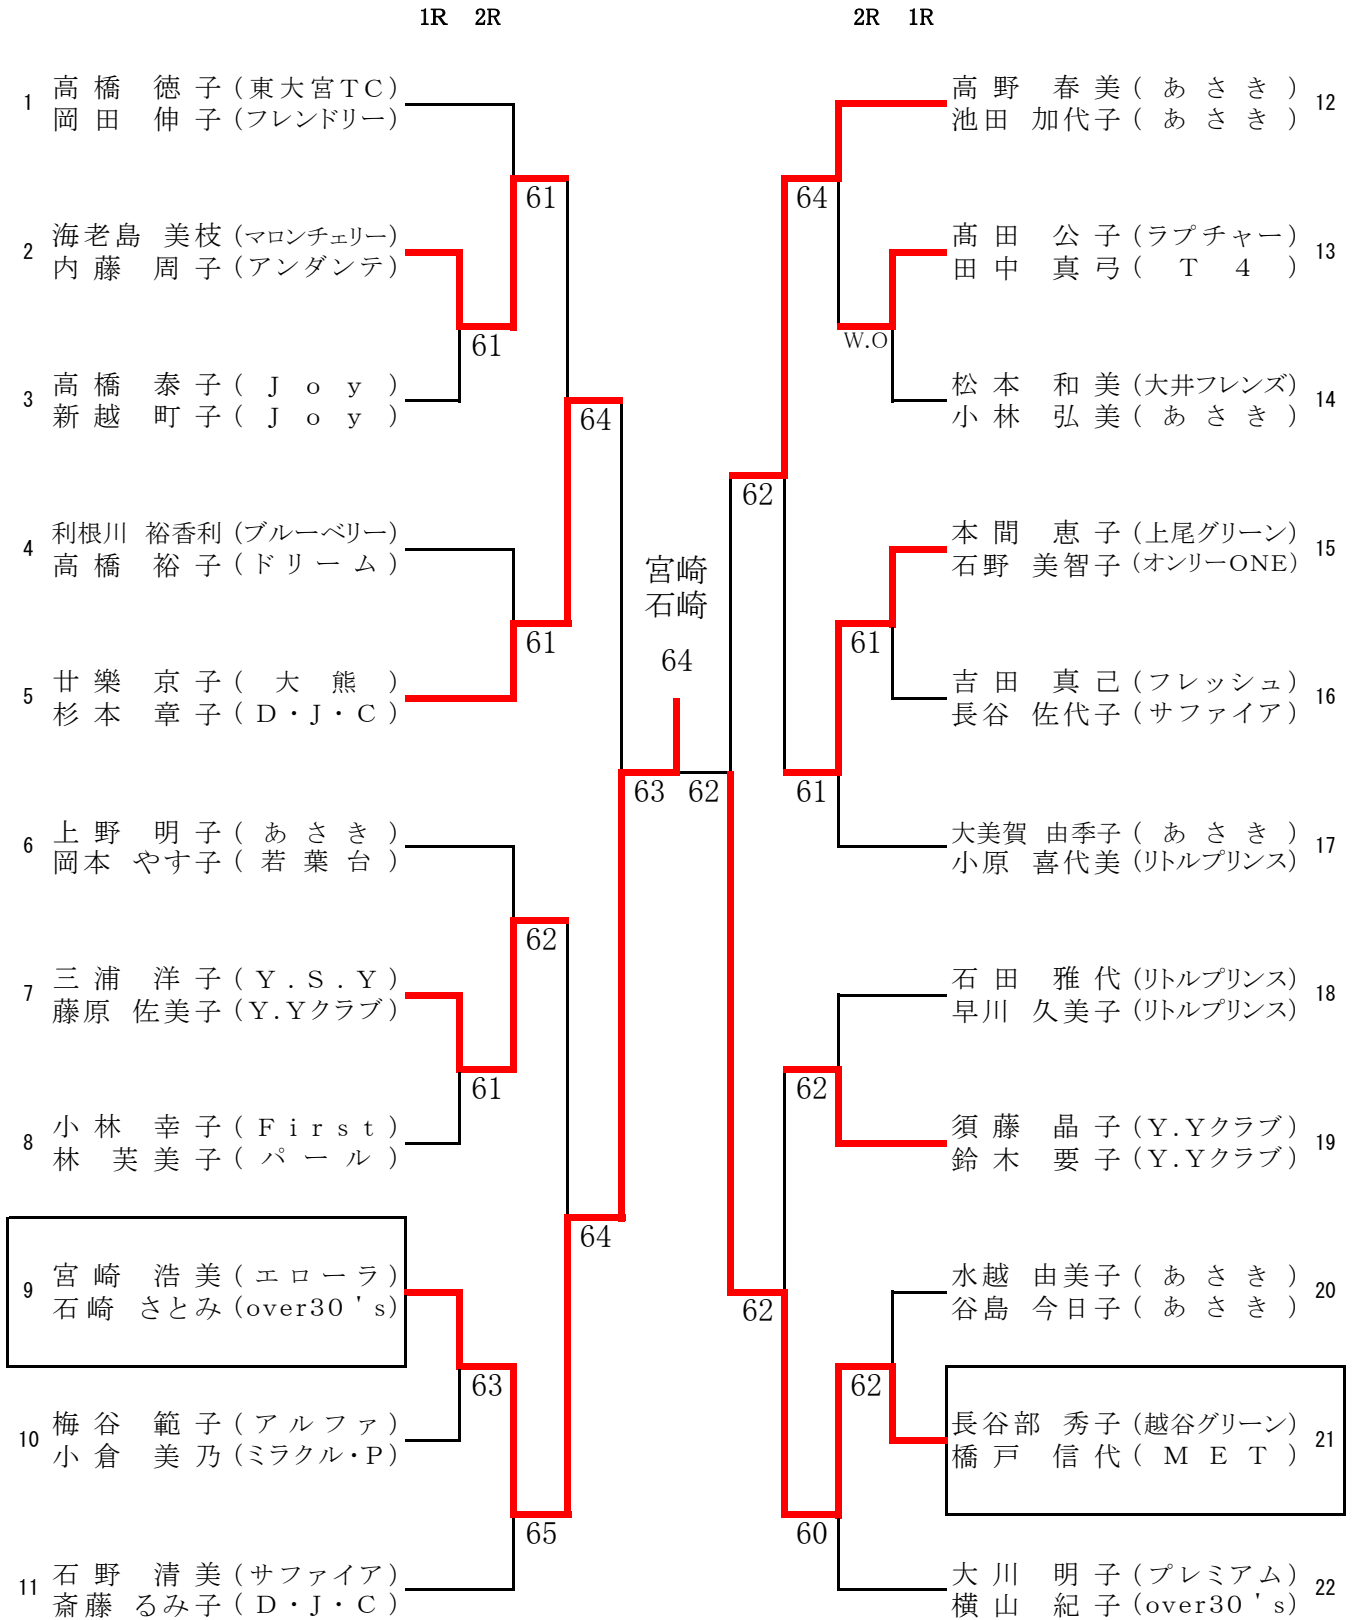 1R 2R
2R 1R
1 高橋 徳子 (東大宮TC)
岡田 伸子 (フレンドリー)
61
2 海老島 美枝 (マロンチェリー)
内藤 周子 (アンダンテ)
61
3 高橋 泰子 (Joy)
新越 町子 (Joy)
64
4 利根川 裕香利 (ブルーベリー)
高橋 裕子 (ドリーム)
61
5 廿樂 京子 (大熊)
杉本 章子 (D・J・C)
63
6 上野 明子 (あさき)
岡本 やす子 (若葉台)
62
7 三浦 洋子 (Y.S.Y)
藤原 佐美子 (Y.Yクラブ)
61
8 小林 幸子 (First)
林 芙美子 (パール)
64
9 宮崎 浩美 (エローラ)
石崎 さとみ (over30's)
63
10 梅谷 範子 (アルファ)
小倉 美乃 (ミラクル・P)
65
11 石野 清美 (サファイア)
斎藤 るみ子 (D・J・C)
宮崎
石崎
64
高野 春美 (あさき) 12
池田 加代子 (あさき)
64
髙田 公子 (ラプチャー) 13
田中 真弓 (T4)
W.O
松本 和美 (大井フレンズ) 14
小林 弘美 (あさき)
62
本間 恵子 (上尾グリーン) 15
石野 美智子 (オンリーONE)
61
吉田 真己 (フレッシュ) 16
長谷 佐代子 (サファイア)
62
61
大美賀 由季子 (あさき) 17
小原 喜代美 (リトルプリンス)
石田 雅代 (リトルプリンス) 18
早川 久美子 (リトルプリンス)
62
須藤 晶子 (Y.Yクラブ) 19
鈴木 要子 (Y.Yクラブ)
62
水越 由美子 (あさき) 20
谷島 今日子 (あさき)
62
長谷部 秀子 (越谷グリーン) 21
橋戸 信代 (MET)
60
大川 明子 (プレミアム) 22
横山 紀子 (over30's)